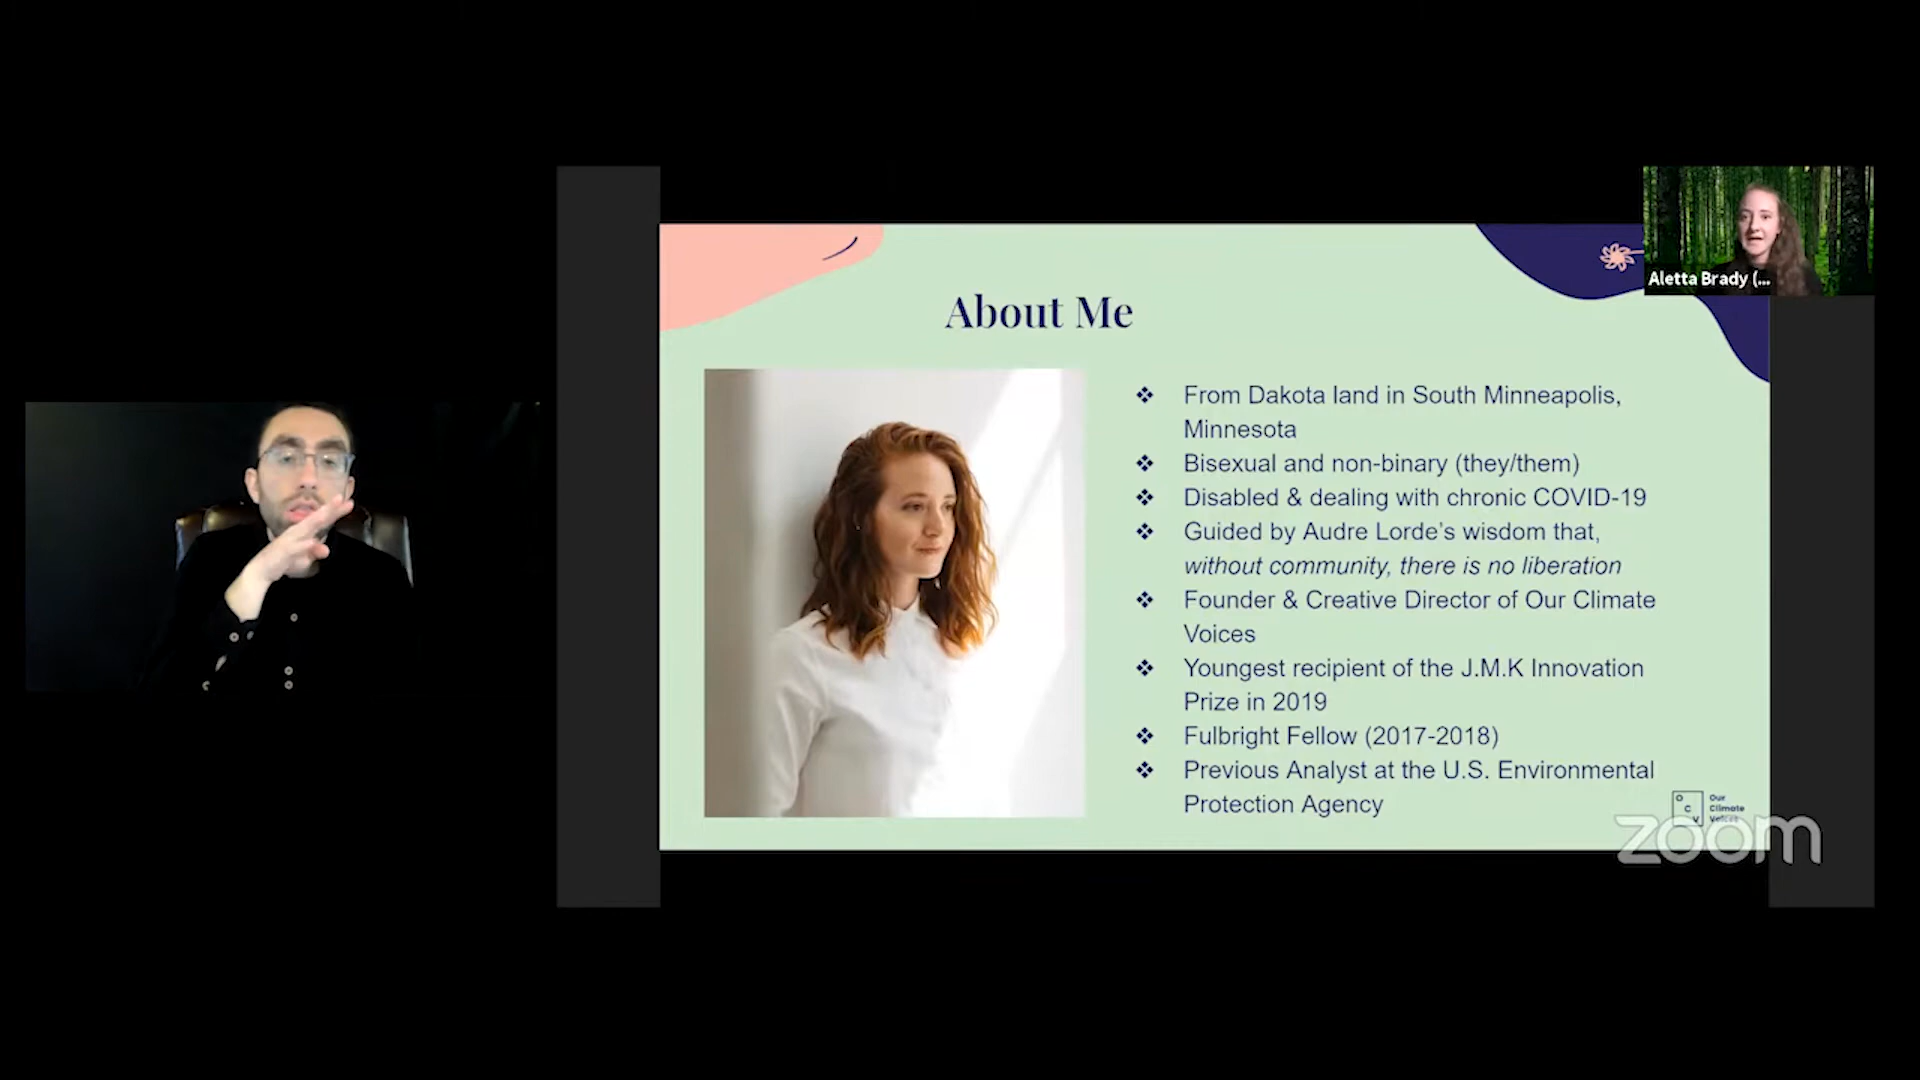 Aletta Brady (...
About Me
❖ From Dakota land in South Minneapolis,
Minnesota
❖ Bisexual and non-binary (they/them)
❖ Disabled & dealing with chronic COVID-19
❖ Guided by Audre Lorde’s wisdom that,
without community, there is no liberation
❖ Founder & Creative Director of Our Climate
Voices
❖ Youngest recipient of the J.M.K Innovation
Prize in 2019
❖ Fulbright Fellow (2017-2018)
❖ Previous Analyst at the U.S. Environmental
Protection Agency
O
C
V
Our
Climate
Voices
zoom